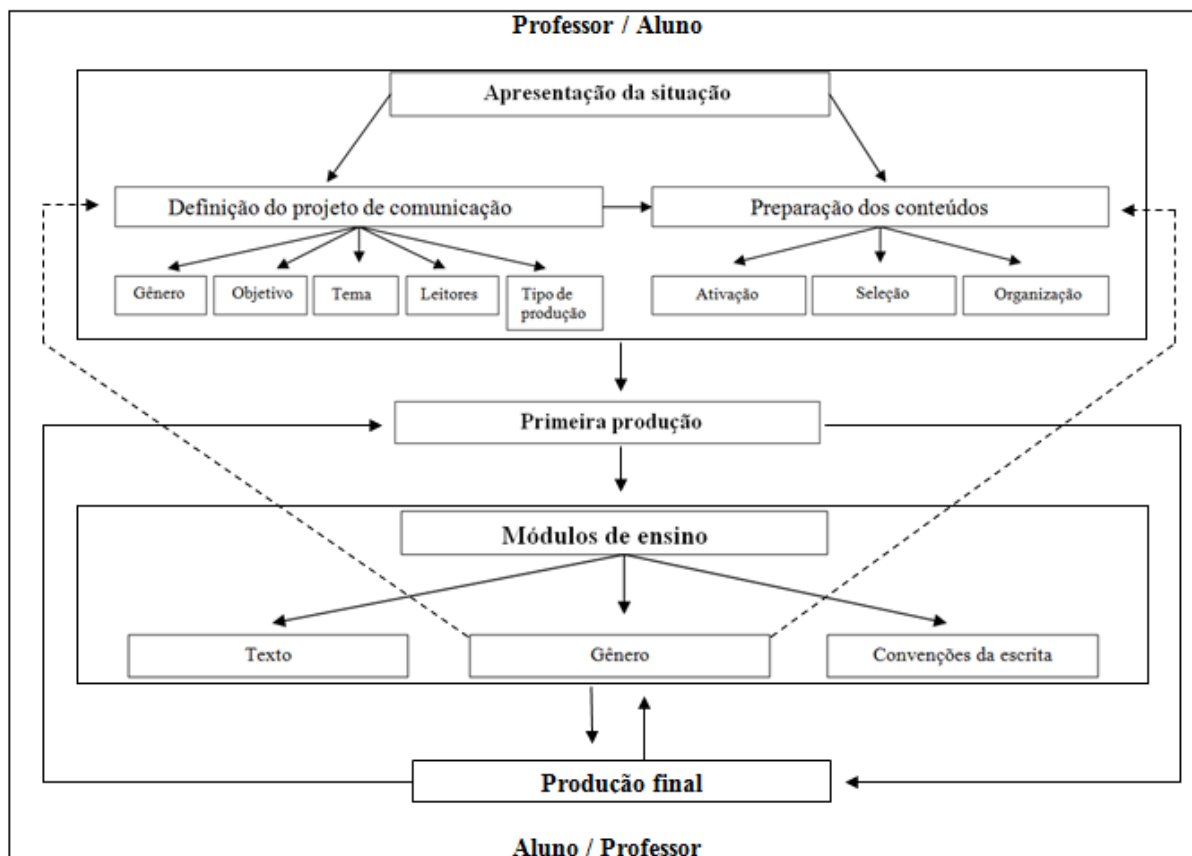 Professor / Aluno
Apresentação da situação
Definição do projeto de comunicação
Preparação dos conteúdos
Gênero
Objetivo
Tema
Leitores
Tipo de
produção
Ativação
Seleção
Organização
Primeira produção
Módulos de ensino
Texto
Gênero
Convenções da escrita
Produção final
Aluno / Professor